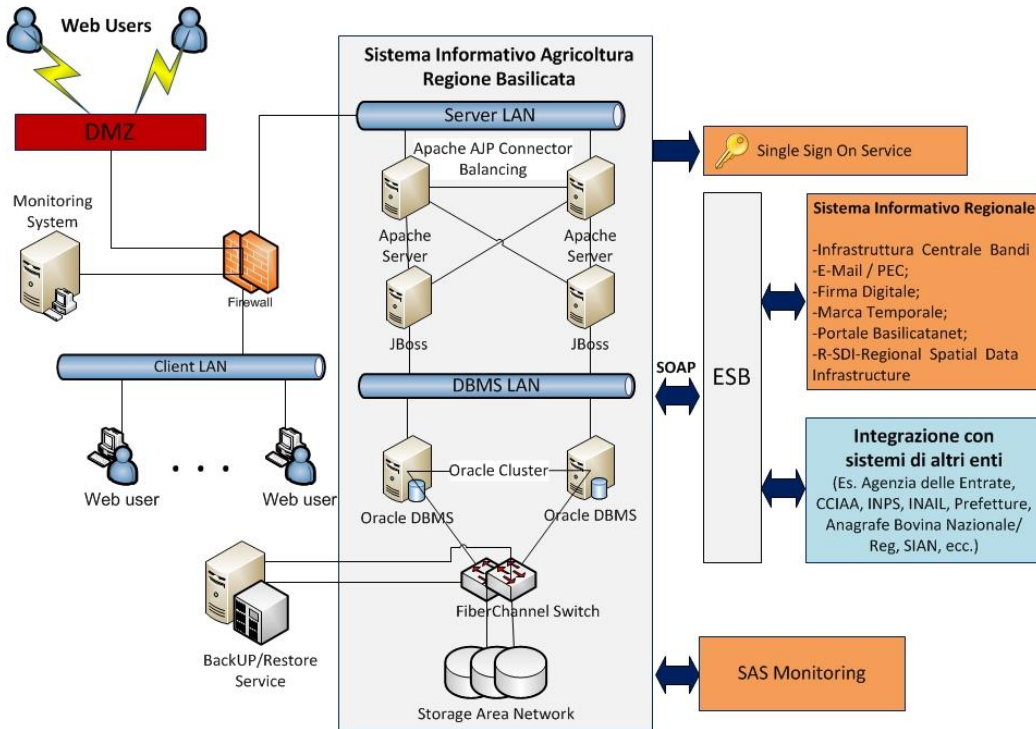 Web Users
DMZ
Monitoring
System
Firewall
Client LAN
Web user
. . .
Web user
BackUP/Restore
Service
Sistema Informativo Agricoltura
Regione Basilicata
Server LAN
Apache AJP Connector
Balancing
Apache
Server
Apache
Server
JBoss
JBoss
DBMS LAN
Oracle Cluster
Oracle DBMS
Oracle DBMS
FiberChannel Switch
Storage Area Network
Single Sign On Service
SOAP
ESB
Sistema Informativo Regionale
-Infrastruttura Centrale Bandi
-E-Mail / PEC;
-Firma Digitale;
-Marca Temporale;
-Portale Basilicatanet;
-R-SDI-Regional Spatial Data
Infrastructure
Integrazione con
sistemi di altri enti
(Es. Agenzia delle Entrate,
CCIAA, INPS, INAIL, Prefetture,
Anagrafe Bovina Nazionale/
Reg, SIAN, ecc.)
SAS Monitoring